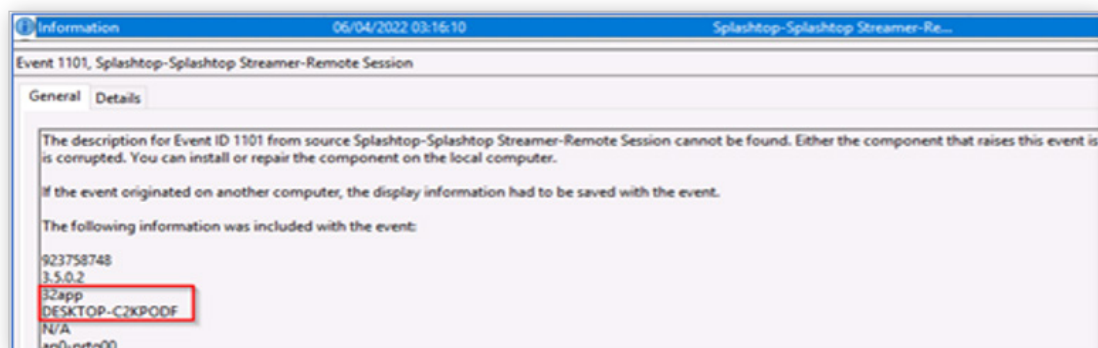 Information 06/04/2022 03:16:10 Splashtop-Splashtop Streamer-Re...
Event 1101, Splashtop-Splashtop Streamer-Remote Session
General Details
The description for Event ID 1101 from source Splashtop-Splashtop Streamer-Remote Session cannot be found. Either the component that raises this event is
is corrupted. You can install or repair the component on the local computer.
If the event originated on another computer, the display information had to be saved with the event.
The following information was included with the event:
923758748
3.5.0.2
32app
DESKTOP-C2KPODF
N/A